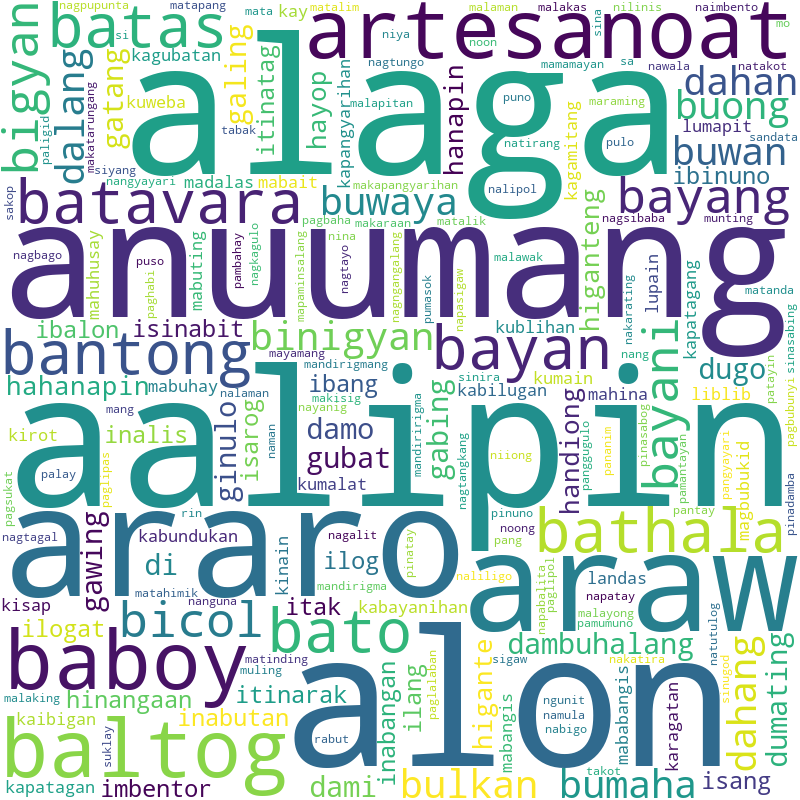 nagpupunta matapang mata kay matalim malaman malakas sina nilinis naimbento mo
bigyan batas si niya noon artesanoat
kagubatan nagtungo mamamayan sa nawala natakot
dalang gatang galing itinatag hayop alaga malapitan puno maraming dahan
paligid makatarungang kuweba kapangyarihan hanapin kagamitang buong
tabak natirang pulo lumapit sandata
siyang nangyayari madalas mabait makapangyarihan nalipol buwan ibinuno
sakop batavara pagbaha makaraan buwaya matalik nagsibaba higanteng bayang munting
nagbago mahuhusay puso paghabi mabuting mapaminsalang pambahay nagkagulo nina nagtayo nagngangalang anuumang pumasok napasigaw malawak nakarating lupain kapatagang matanda
ibalon isinabit binigyan kublihan nang sinasabing
bantong mayamang mandirigmang bayan bayani dugo
hahanapin mabuhay nalaman ibang sinira kumain mahina liblib patayin pagbubunyi
mang makisig nayanig kabilugan
kirot inalis ginulo isarog damo naman mandiririgma gabing aalipin niiong handiong panggugulo pananim pinasabog pamantayan magbubukid pangyayari
pagsukat palay paglipas gubat nagtangkang
kumalat pinadamba
nagtagal araro rin pinuno noong bathala pantay
gawing kabundukan nagalit pang
di ilog pinatay naliligo araw nappabalita paglipal
kisap matahimik nanguna kinain mandirigma landas napatay
bicol itak kabayanihan malayong pamumuno
ilogat bato dambuhalang natutulog
baboy matinding muling alon sigaw nakatira sinugod dahang dumating
malaking hinangaan itinarak inabangan ilang paglalaban higante mabangis mababangis karagatan
kaibigan suklay inabutan ngunit namula nabigo
baltog rabut takot
kapatagan imbentor dami bulkan bumaha isang